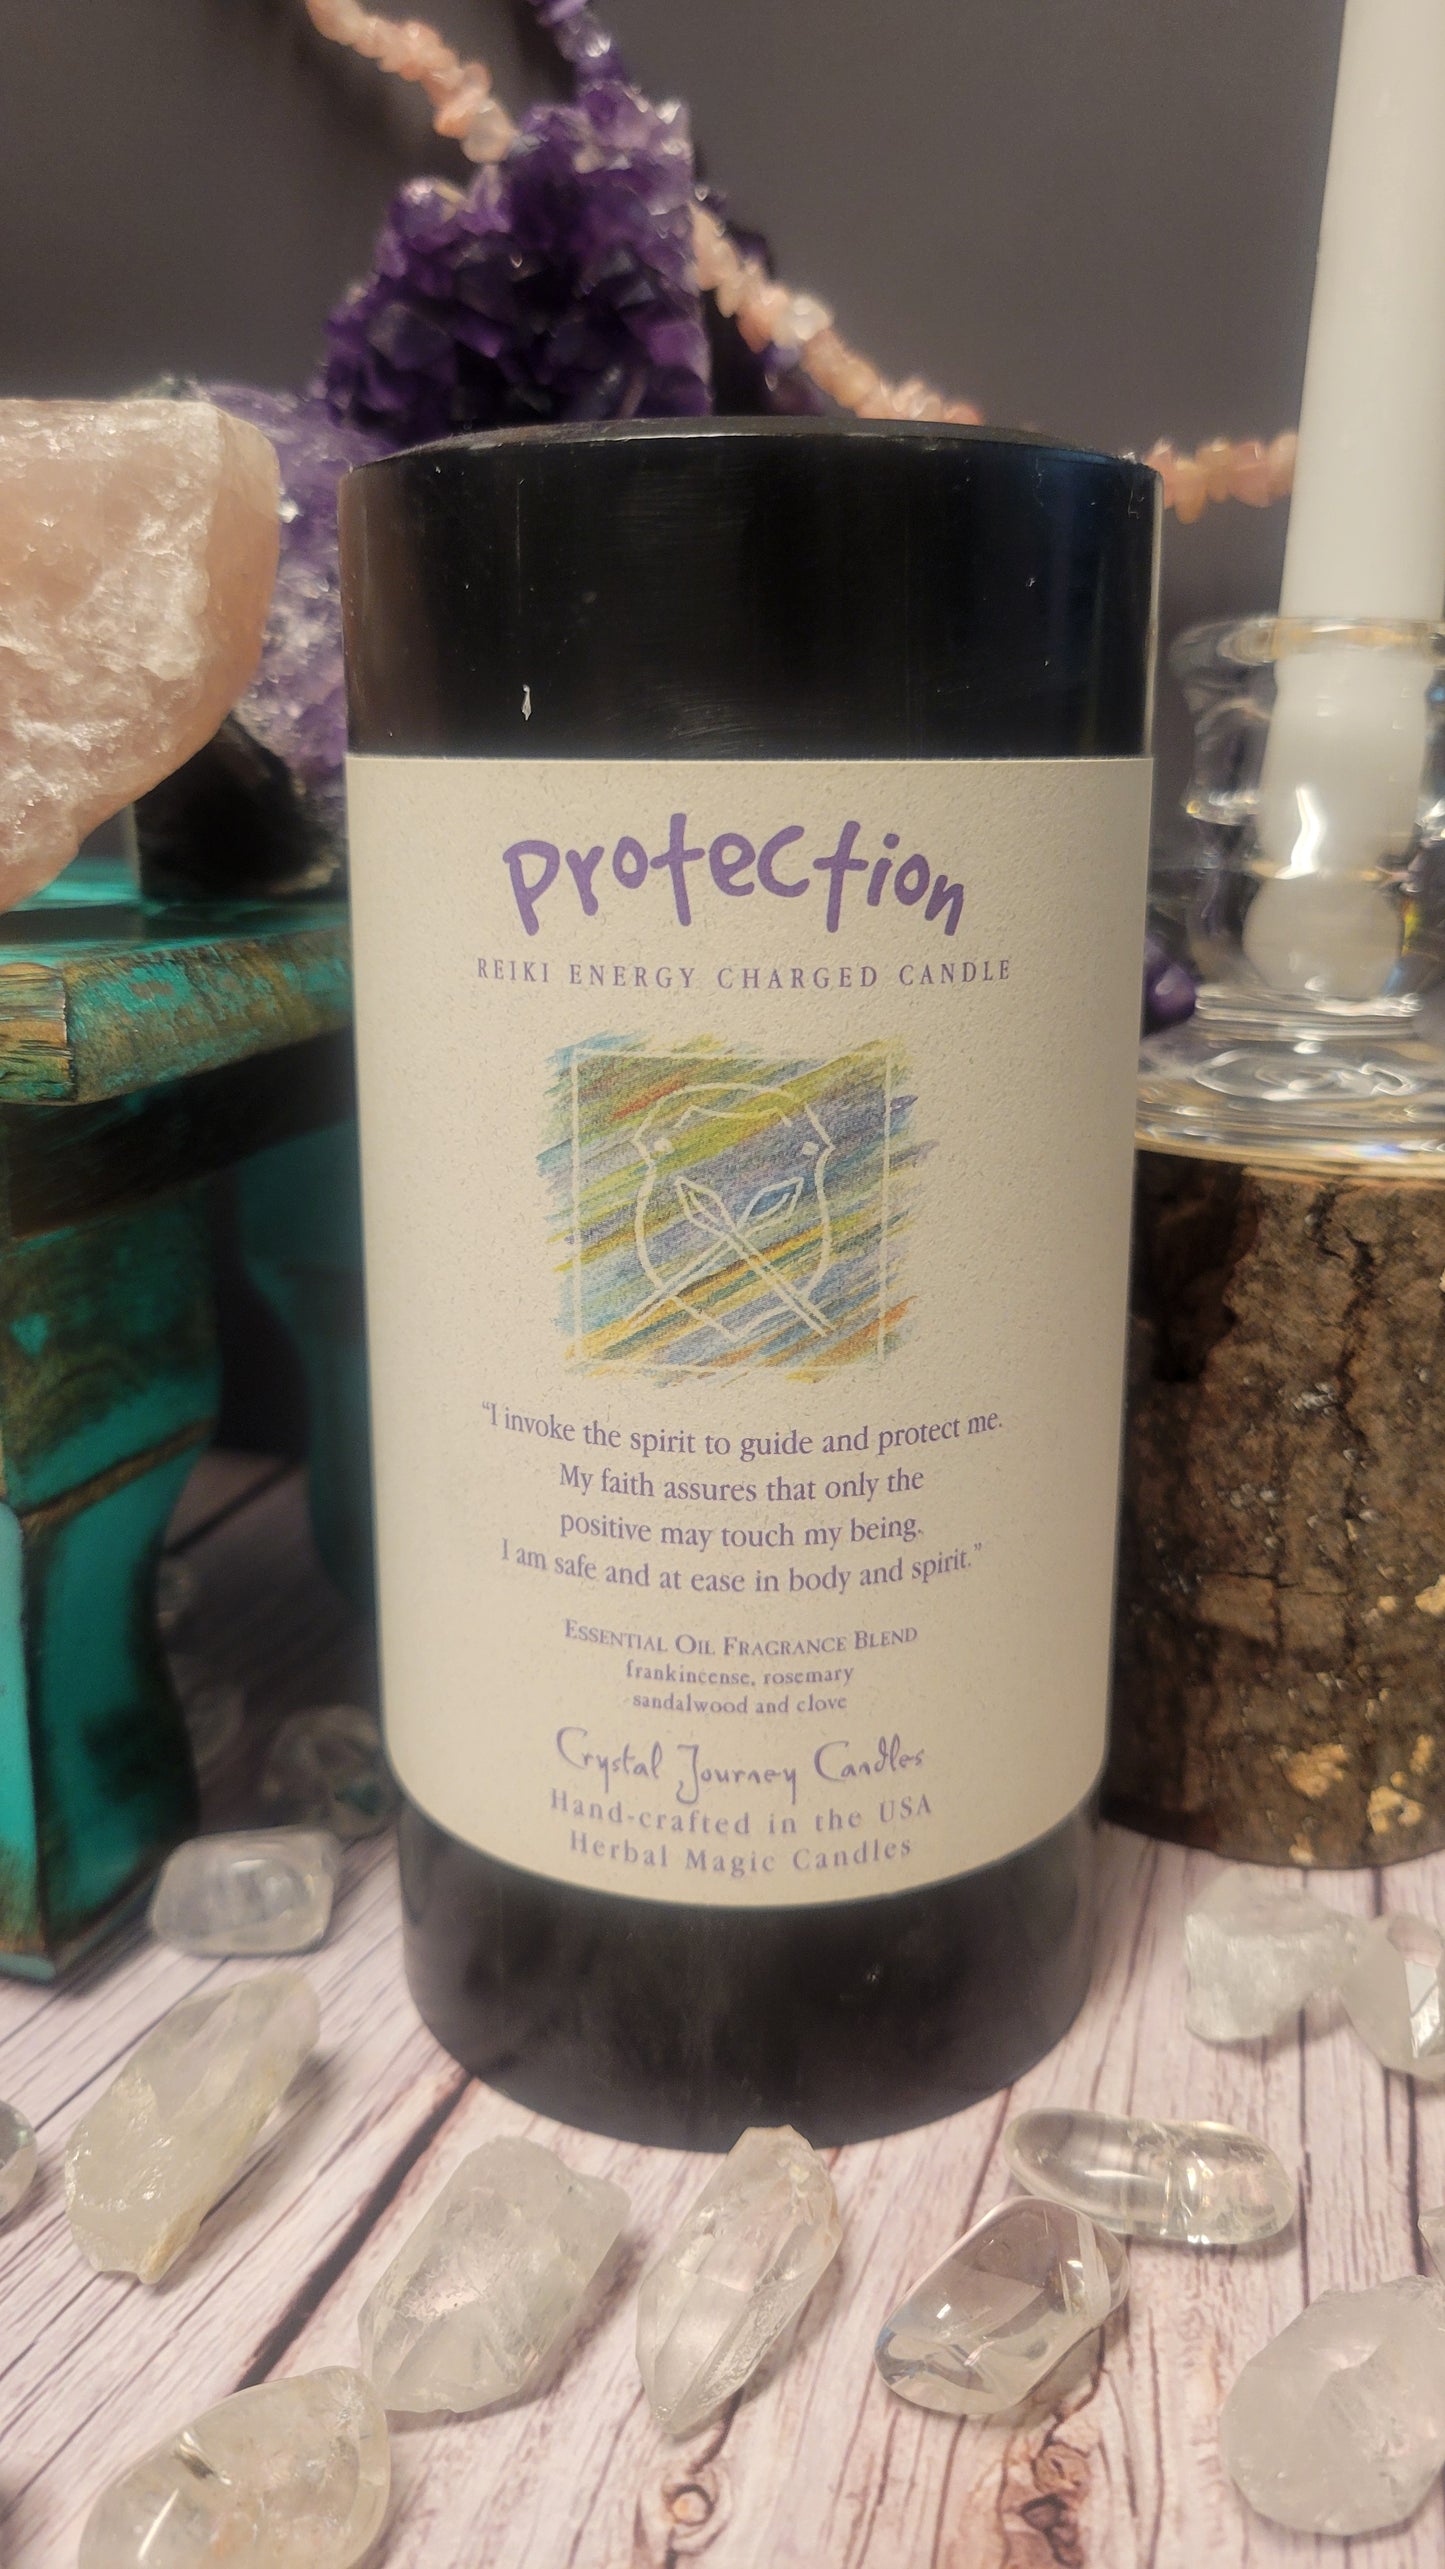 protection
REIKI ENERGY CHARGED CANDLE
"I invoke the spirit to guide and protect me.
My faith assures that only the
positive may touch my being.
I am safe and at ease in body and spirit."
ESSENTIAL OIL FRAGRANCE BLEND
frankincense, rosemary
sandalwood and clove
Crystal Journey Candles
Hand-crafted in the USA
Herbal Magic Candles